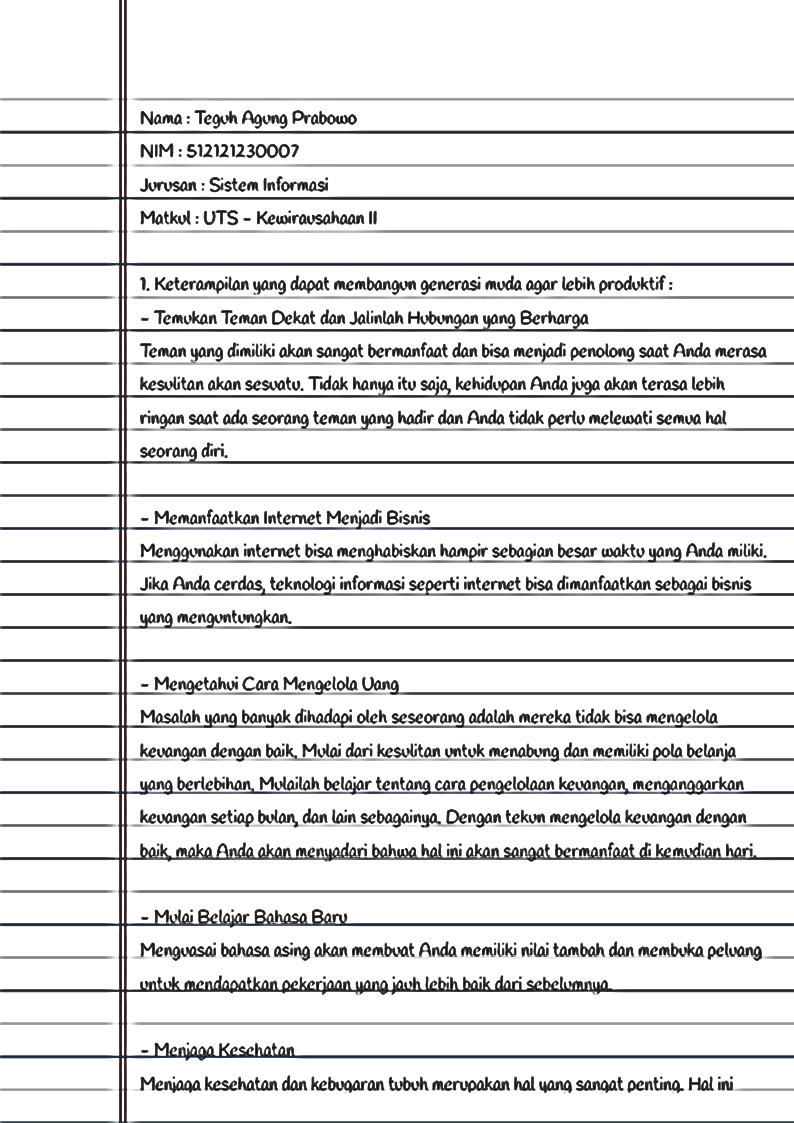 Nama : Teguh Agung Prabowo
NIM : 512121230007
Jurusan : Sistem Informasi
Matkul : UTS - Kewirausahaan II
1. Keterampilan yang dapat membangun generasi muda agar lebih produktif :
- Temukan Teman Dekat dan Jalinlah Hubungan yang Berharga
Teman yang dimiliki akan sangat bermanfaat dan bisa menjadi penolong saat Anda merasa
kesulitan akan sesuatu. Tidak hanya itu saja, kehidupan Anda juga akan terasa lebih
ringan saat ada seorang teman yang hadir dan Anda tidak perlu melewati semua hal
seorang diri.
- Memanfaatkan Internet Menjadi Bisnis
Menggunakan internet bisa menghabiskan hampir sebagian besar waktu yang Anda miliki.
Jika Anda cerdas, teknologi informasi seperti internet bisa dimanfaatkan sebagai bisnis
yang menguntungkan.
- Mengetahui Cara Mengelola Uang
Masalah yang banyak dihadapi oleh seseorang adalah mereka tidak bisa mengelola
keuangan dengan baik. Mulai dari kesulitan untuk menabung dan memiliki pola belanja
yang berlebihan. Mulailah belajar tentang cara pengelolaan keuangan, menganggarkan
keuangan setiap bulan, dan lain sebagainya. Dengan tekun mengelola keuangan dengan
baik, maka Anda akan menyadari bahwa hal ini akan sangat bermanfaat di kemudian hari.
- Mulai Belajar Bahasa Baru
Menguasai bahasa asing akan membuat Anda memiliki nilai tambah dan membuka peluang
untuk mendapatkan pekerjaan yang jauh lebih baik dari sebelumnya.
- Menjaga Kesehatan
Menjaga kesehatan dan kebugaran tubuh merupakan hal yang sangat penting. Hal ini